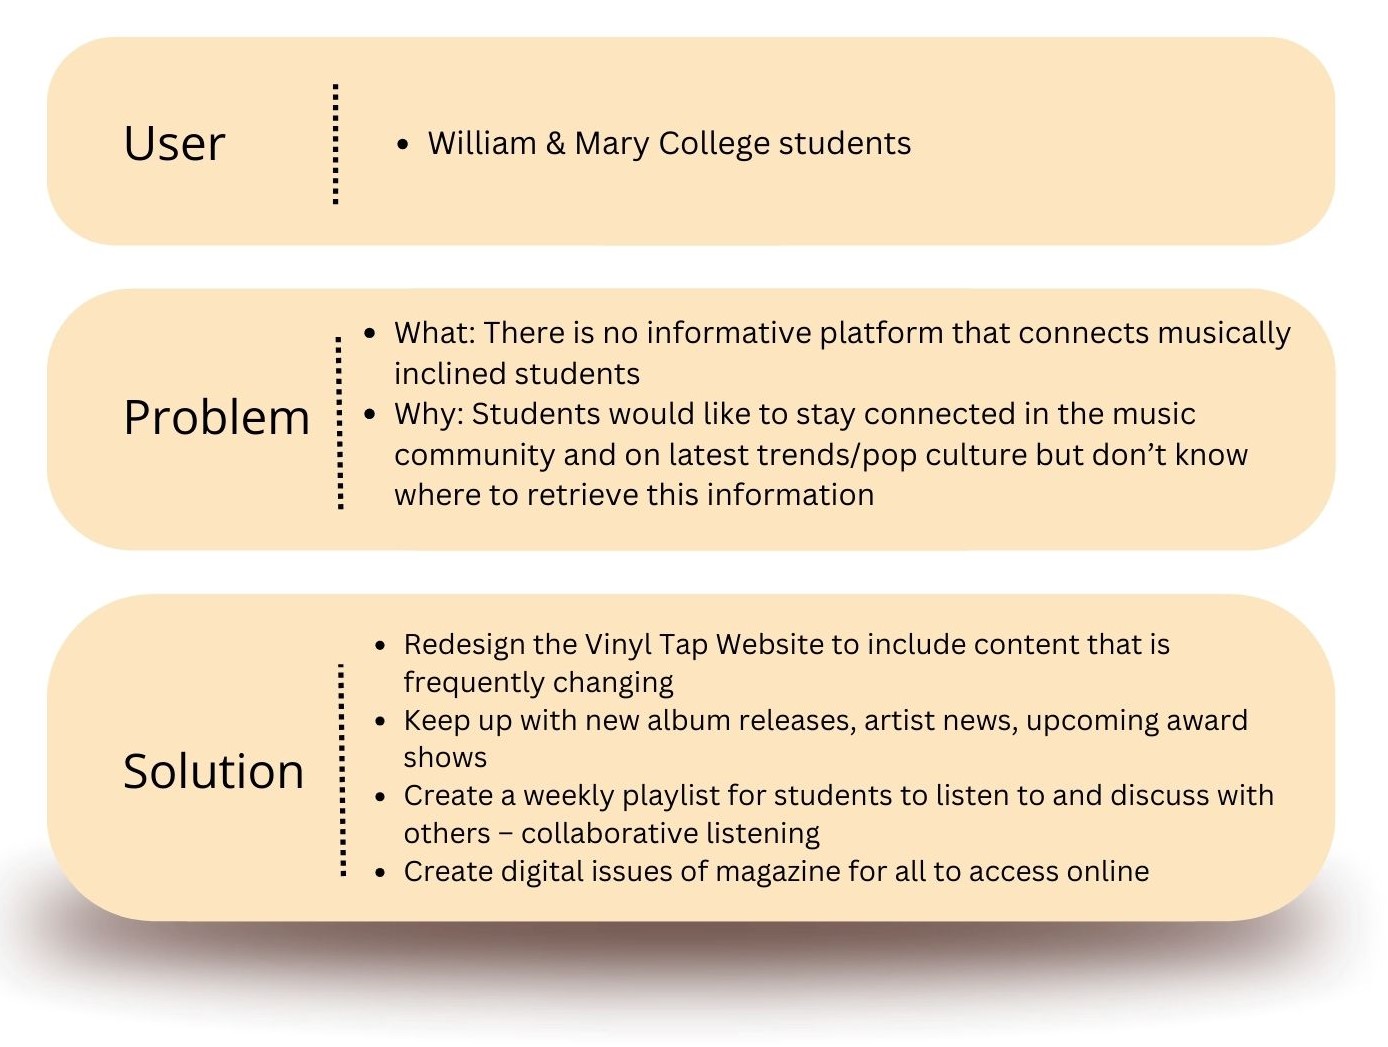 User
• William & Mary College students
Problem
• What: There is no informative platform that connects musically
inclined students
• Why: Students would like to stay connected in the music
community and on latest trends/pop culture but don’t know
where to retrieve this information
Solution
• Redesign the Vinyl Tap Website to include content that is
frequently changing
• Keep up with new album releases, artist news, upcoming award
shows
• Create a weekly playlist for students to listen to and discuss with
others – collaborative listening
• Create digital issues of magazine for all to access online